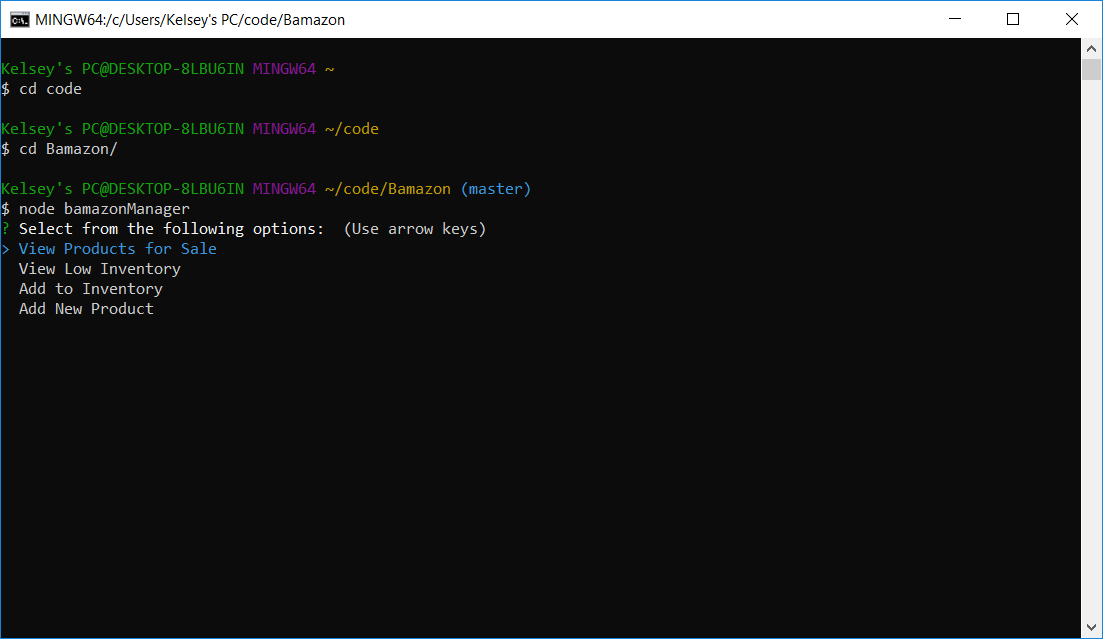 MINGW64:/c/Users/Kelsey's PC/code/Bamazon
Kelsey's PC@DESKTOP-8LBU6IN MINGW64 ~
$ cd code
Kelsey's PC@DESKTOP-8LBU6IN MINGW64 ~/code
$ cd Bamazon/
Kelsey's PC@DESKTOP-8LBU6IN MINGW64 ~/code/Bamazon (master)
$ node bamazonManager
? Select from the following options:  (Use arrow keys)
> View Products for Sale
  View Low Inventory
  Add to Inventory
  Add New Product